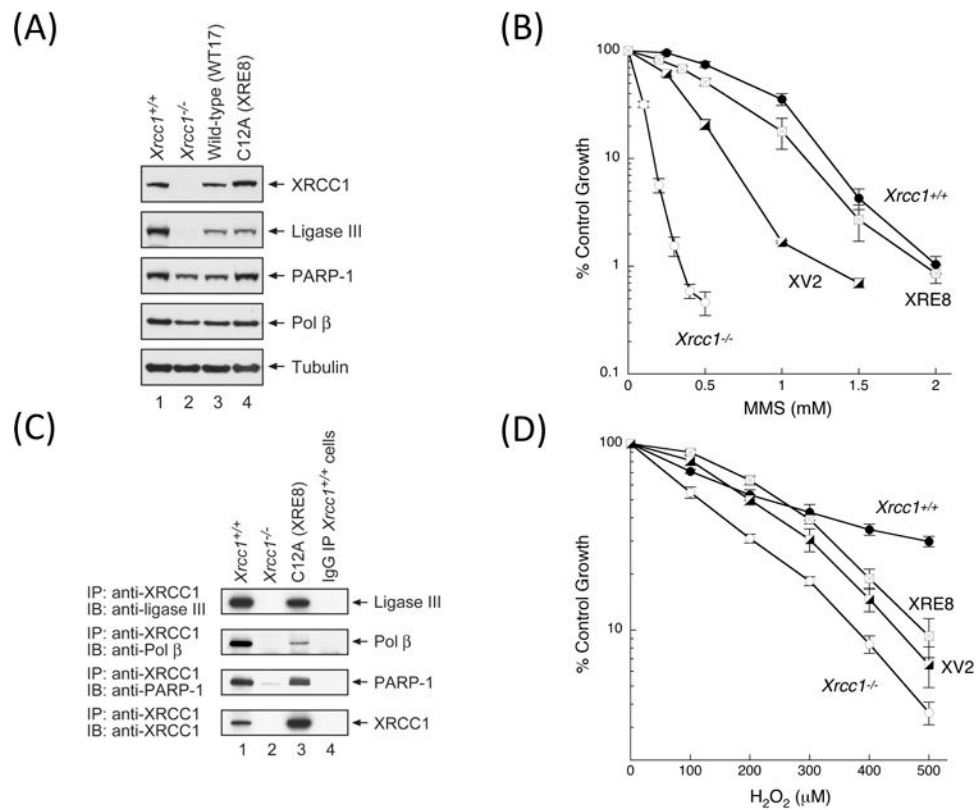 (A)
Xrcc1+/+
Xrcc1-/-
Wild-type (WT17)
C12A (XRE8)
XRCC1
Ligase III
PARP-1
Pol β
Tubulin
1 2 3 4
(B)
% Control Growth
100
10
1
0.1
Xrcc1+/+
XV2
XRE8
Xrcc1-/-
0 0.5 1 1.5 2
MMS (mM)
(C)
Xrcc1+/+
Xrcc1-/-
C12A (XRE8)
IgG IP Xrcc1+/+ cells
IP: anti-XRCC1
IB: anti-ligase III
Ligase III
IP: anti-XRCC1
IB: anti-Pol β
Pol β
IP: anti-XRCC1
IB: anti-PARP-1
PARP-1
IP: anti-XRCC1
IB: anti-XRCC1
XRCC1
1 2 3 4
(D)
% Control Growth
100
10
Xrcc1+/+
XRE8
XV2
Xrcc1-/-
0 100 200 300 400 500
H2O2 (μM)